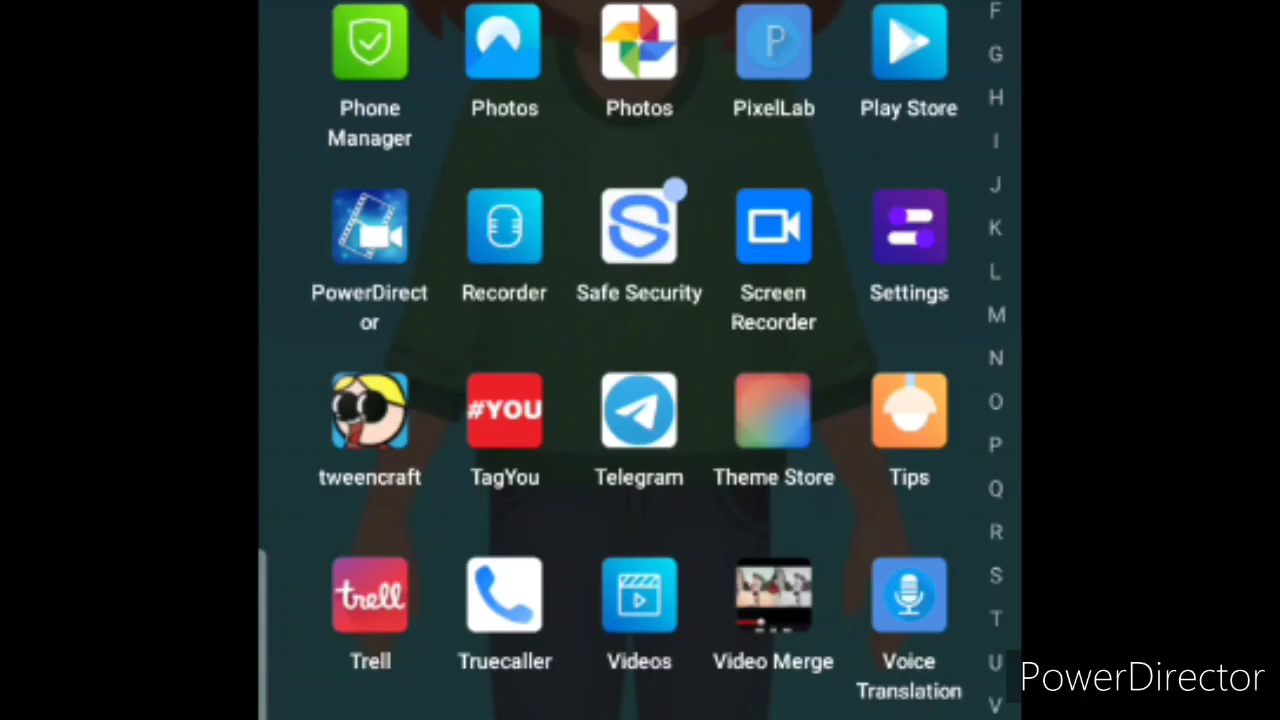 F
G
H
I
J
K
L
M
N
O
P
Q
R
S
T
U
V
P
Phone Manager
Photos
Photos
PixelLab
Play Store
PowerDirect
or
Recorder
Safe Security
Screen
Recorder
Settings
#YOU
tweencraft
TagYou
Telegram
Theme Store
Tips
trell
Trell
Truecaller
Videos
Video Merge
Voice
Translation
PowerDirector